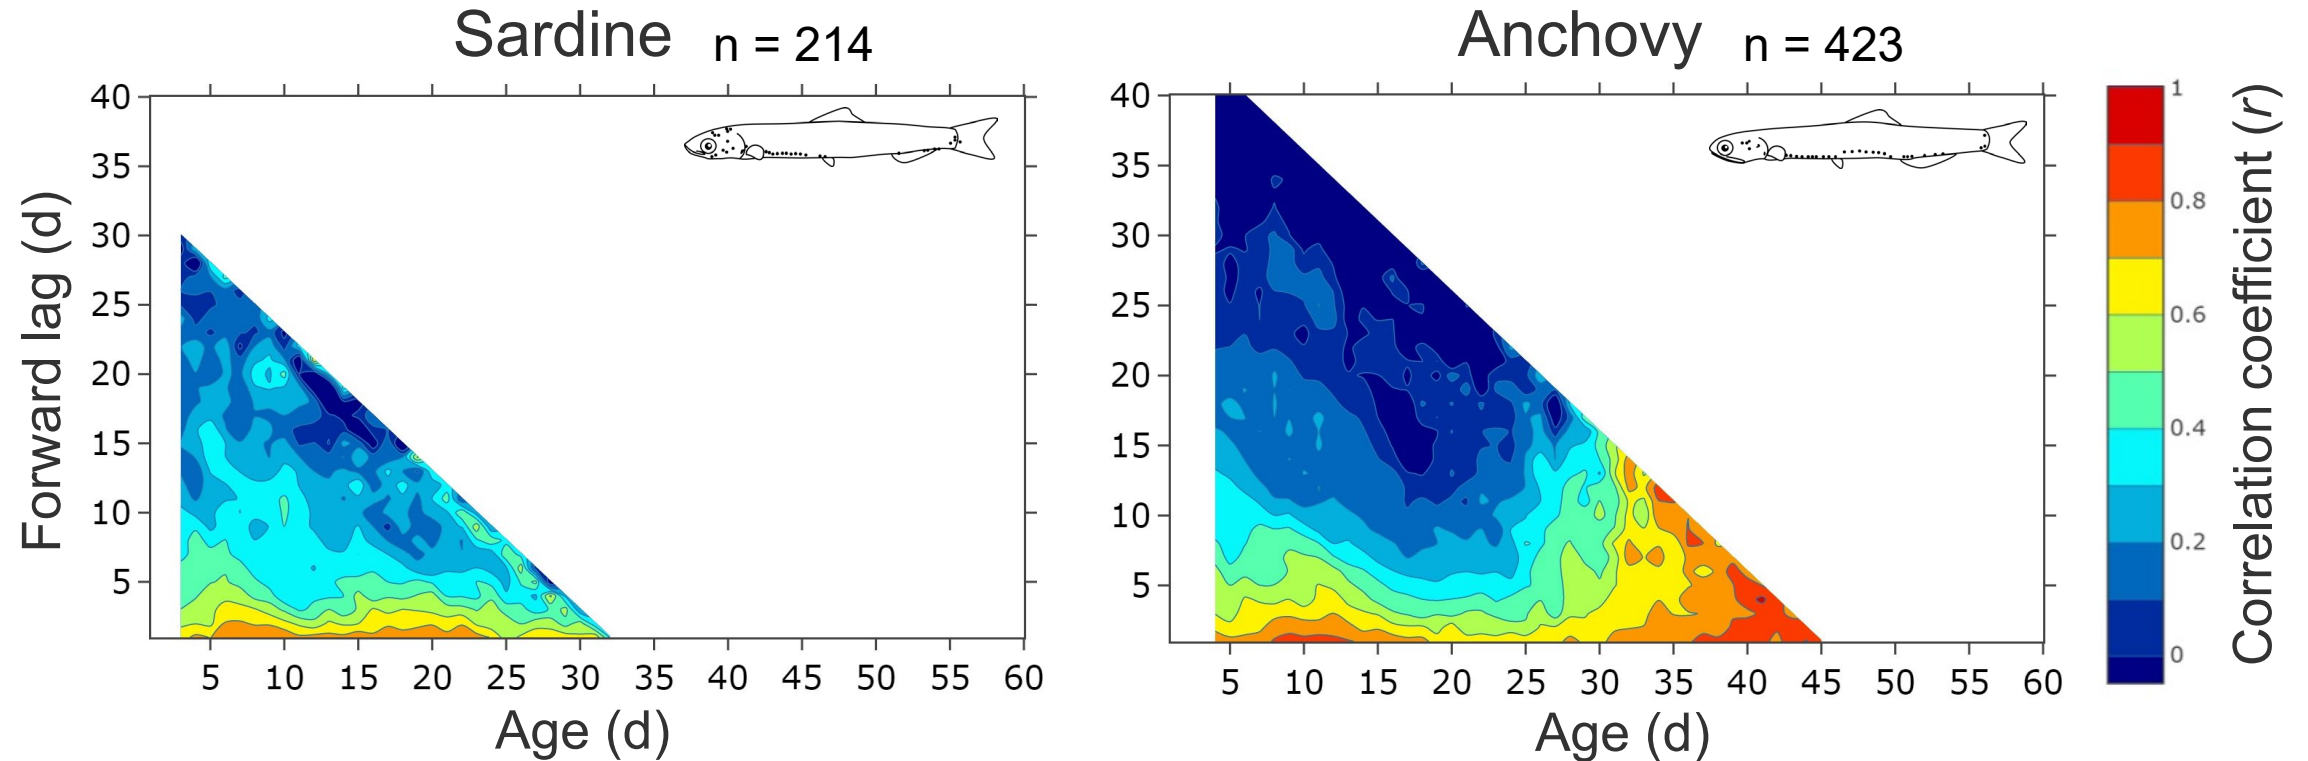 Sardine n = 214
40
35
30
25
20
15
10
5
Forward lag (d)
5 10 15 20 25 30 35 40 45 50 55 60
Age (d)
Anchovy n = 423
40
35
30
25
20
15
10
5
5 10 15 20 25 30 35 40 45 50 55 60
Age (d)
1
0.8
0.6
0.4
0.2
0
Correlation coefficient (r)